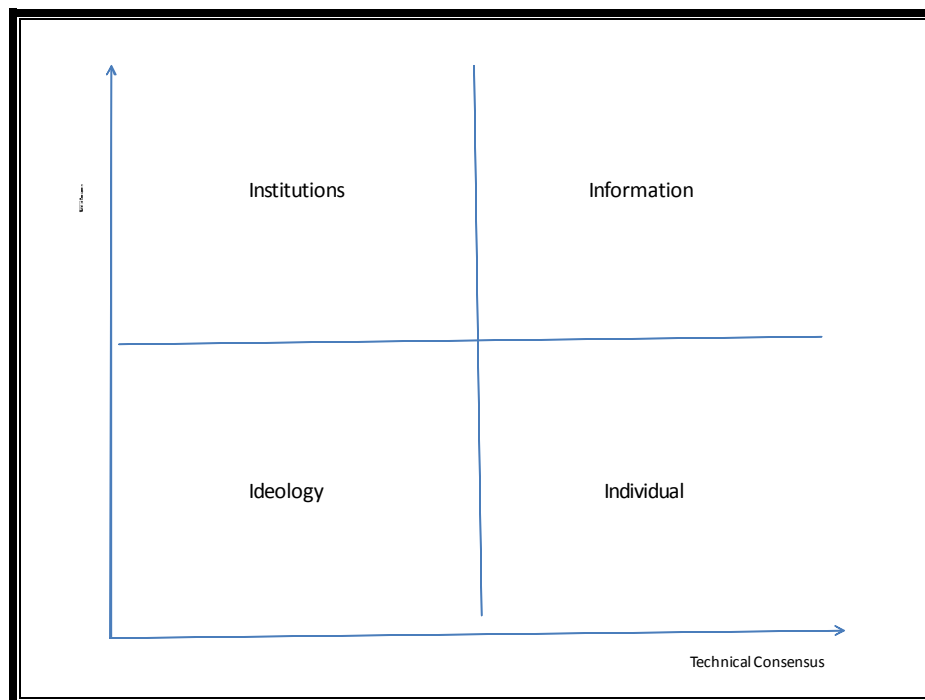 Institutions
Information
Ideology
Individual
Technical Consensus